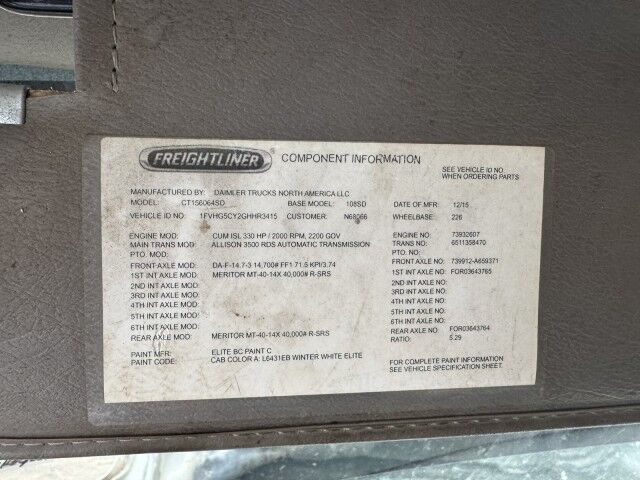 FREIGHTLINER COMPONENT INFORMATION
SEE VEHICLE ID NO.
WHEN ORDERING PARTS
MANUFACTURED BY: DAIMLER TRUCKS NORTH AMERICA LLC
MODEL: CT156064SD BASE MODEL: 108SD DATE OF MFR: 12/15
VEHICLE ID NO: 1FVHG5CY2GHHR3415 CUSTOMER: N68066 WHEELBASE: 226
ENGINE MOD: CUM ISL 330 HP / 2000 RPM, 2200 GOV ENGINE NO: 73932607
MAIN TRANS MOD: ALLISON 3500 RDS AUTOMATIC TRANSMISSION TRANS NO: 6511358470
PTO. MOD: PTO NO:
FRONT AXLE MOD: DA-F-14.7-3 14,700# FF1 71.5 KPI/3.74 FRONT AXLE NO: 739912-A659371
1ST INT AXLE MOD: MERITOR MT-40-14X 40,000# R-SRS 1ST INT AXLE NO: FOR03643765
2ND INT AXLE MOD: 2ND INT AXLE NO:
3RD INT AXLE MOD: 3RD INT AXLE NO:
4TH INT AXLE MOD: 4TH INT AXLE NO:
5TH INT AXLE MOD: 5TH INT AXLE NO:
6TH INT AXLE MOD: 6TH INT AXLE NO:
REAR AXLE MOD: MERITOR MT-40-14X 40,000# R-SRS REAR AXLE NO: FOR03643764
RATIO: 5.29
PAINT MFR: ELITE BC PAINT C
PAINT CODE: CAB COLOR A: L6431EB WINTER WHITE ELITE
FOR COMPLETE PAINT INFORMATION
SEE VEHICLE SPECIFICATION SHEET.